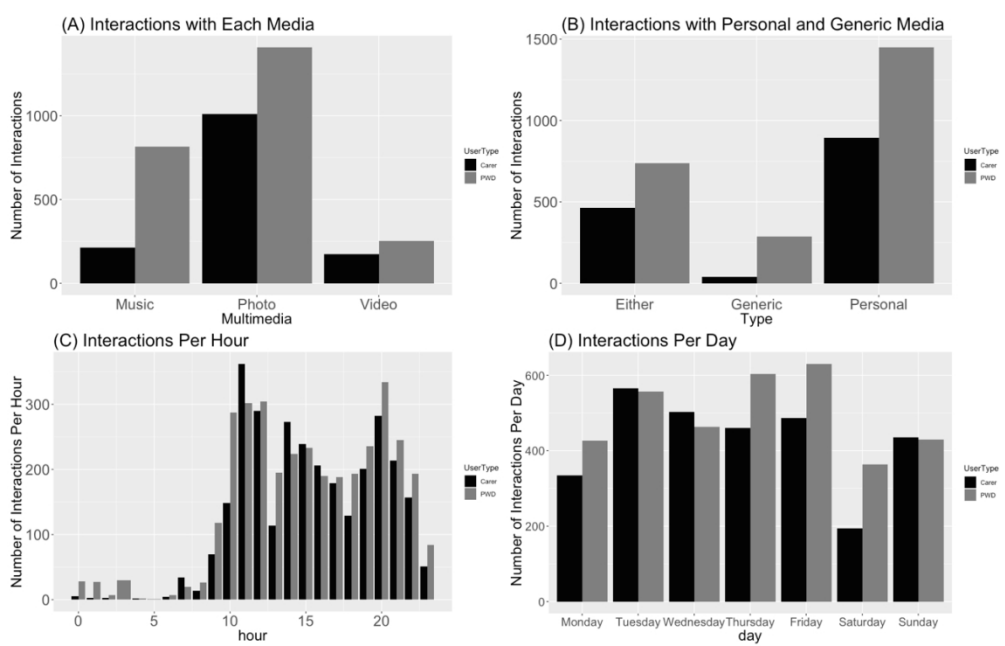 (A) Interactions with Each Media
Number of Interactions
1000
500
0
Music Photo Video
Multimedia
UserType
Carer
PWD
(B) Interactions with Personal and Generic Media
Number of Interactions
1500
1000
500
0
Either Generic Personal
Type
UserType
Carer
PWD
(C) Interactions Per Hour
Number of Interactions Per Hour
300
200
100
0
0 5 10 15 20
hour
UserType
Carer
PWD
(D) Interactions Per Day
Number of Interactions Per Day
600
400
200
0
Monday Tuesday Wednesday Thursday Friday Saturday Sunday
day
UserType
Carer
PWD